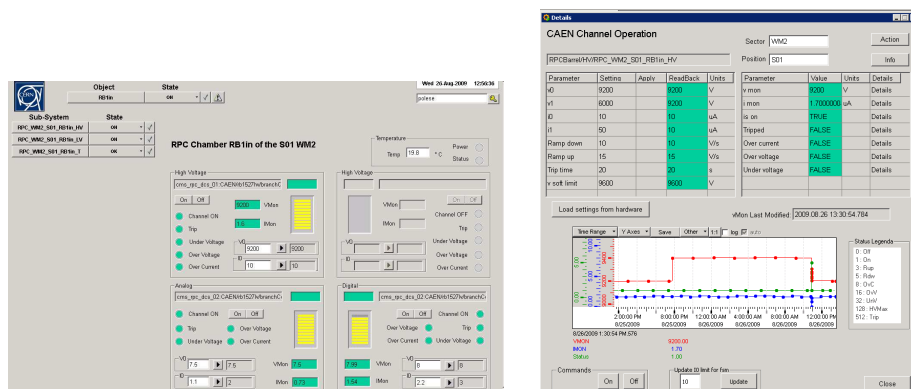 CERN
Object
State
RB1in
ON
Wed 26-Aug-2009 12:56:36
polese
Sub-System
State
RPC_WM2_S01_RB1in_HV
ON
RPC_WM2_S01_RB1in_LV
ON
RPC_WM2_S01_RB1in_T
ON
RPC Chamber RB1in of the S01 WM2
Temperature
Temp 19.8 °C
Power
Status
High Voltage
cms_rpc_dcs_01:CAEN/rb1527hv/branchC
On Off
9200 VMon
Channel ON
1.6 IMon
Trip
Under Voltage
V0
9200 9200
Over Voltage
I0
10 10
Over Current
High Voltage
VMon
On Off
Channel OFF
IMon
Trip
V0
Under Voltage
Over Voltage
I0
Over Current
Analog
cms_rpc_dcs_02:CAEN/rb1527lv/branchC
Channel ON
On Off
Trip
Over Voltage
Under Voltage
Over Current
V0
7.5 7.5
VMon 7.5
I0
1.1 2
IMon 0.73
Digital
cms_rpc_dcs_02:CAEN/rb1527lv/branchC
On Off
Channel ON
Over Voltage
Trip
Over Current
Under Voltage
7.99 VMon
V0
8 8
1.54 IMon
I0
2.2 3
Details
CAEN Channel Operation
Sector WM2
Action
RPCBarrel/HV/RPC_WM2_S01_RB1in_HV
Position S01
Info
Parameter Settins Apply ReadBack Units
v0 9200 9200 V
v1 6000 9200 V
i0 10 10 uA
i1 50 10 uA
Ramp down 10 10 V/s
Ramp up 15 15 V/s
Trip time 20 20 s
v soft limit 9600 9600 V
Parameter Value Units Details
v mon 9200 V Details
i mon 1.7000000 uA Details
is on TRUE Details
Tripped FALSE Details
Over current FALSE Details
Over voltage FALSE Details
Under voltage FALSE Details
Load settings from hardware
vMon Last Modified 2009.08.26 13:30:54.784
Time Range Y Axes Save Other 1:1 log auto
Status Legenda
0 : Off
1 : On
3 : Rup
5 : Rdw
8 : OvC
16 : OvV
32 : UnV
128 : HVMax
512 : Trip
2:00:00 PM 8:00:00 PM 12:00:00 AM 4:00:00 AM 8:00:00 AM 12:00:00 PM
8/25/2009 8/25/2009 8/26/2009 8/26/2009 8/26/2009 8/26/2009
8/26/2009 1:30:54 PM.576
VMON 9200.00
IMON 1.70
Status 1.00
Commands
On Off
Update I0 limit for fsm
10 Update
Close